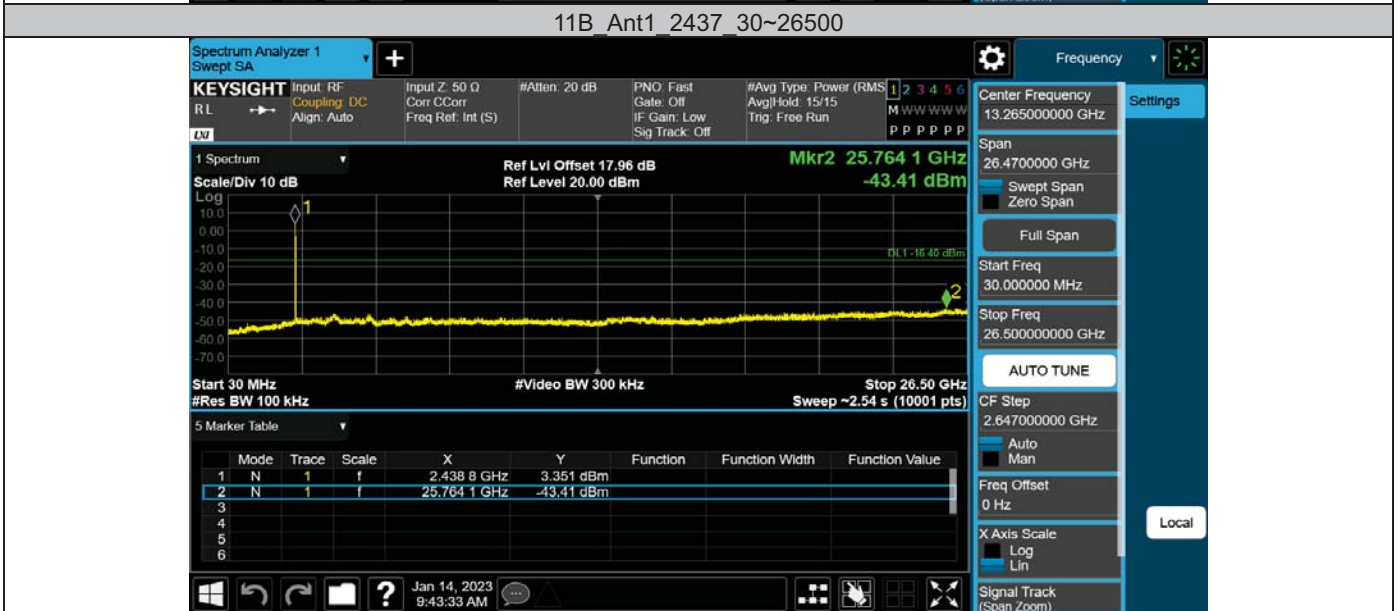 (Span Zoom)
11B_Ant1_2437_30~26500
Spectrum Analyzer 1
Swept SA
+
Frequency
KEYSIGHT
RL
LXI
Input: RF
Coupling: DC
Align: Auto
Input Z: 50 Ω
Corr CCorr
Freq Ref: Int (S)
#Atten: 20 dB
PNO: Fast
Gate: Off
IF Gain: Low
Sig Track: Off
#Avg Type: Power (RMS
Avg|Hold: 15/15
Trig: Free Run
1 2 3 4 5 6
M W W W W W
P P P P P P
Center Frequency
13.265000000 GHz
Settings
1 Spectrum
Scale/Div 10 dB
Ref Lvl Offset 17.96 dB
Ref Level 20.00 dBm
Mkr2 25.764 1 GHz
-43.41 dBm
Span
26.4700000 GHz
Swept Span
Zero Span
Full Span
Start Freq
30.000000 MHz
Stop Freq
26.500000000 GHz
AUTO TUNE
CF Step
2.647000000 GHz
Auto
Man
Freq Offset
0 Hz
X Axis Scale
Log
Lin
Signal Track
(Span Zoom)
Local
Log
10.0
0.00
-10.0
-20.0
-30.0
-40.0
-50.0
-60.0
-70.0
1
DL1 -16.40 dBm
2
Start 30 MHz
#Video BW 300 kHz
Stop 26.50 GHz
#Res BW 100 kHz
Sweep ~2.54 s (10001 pts)
5 Marker Table
Mode Trace Scale X Y Function Function Width Function Value
1 N 1 f 2.438 8 GHz 3.351 dBm
2 N 1 f 25.764 1 GHz -43.41 dBm
3
4
5
6
?
Jan 14, 2023
9:43:33 AM